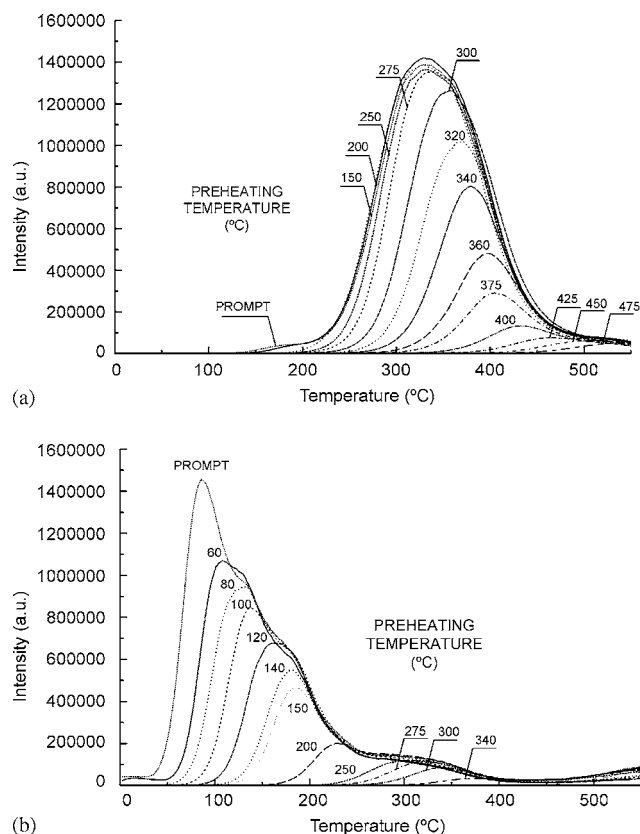 1600000
1400000
1200000
1000000
800000
600000
400000
200000
0
Intensity (a.u.)
275
300
250
200
150
320
340
360
375
400
425
450
475
PREHEATING
TEMPERATURE
(ºC)
PROMPT
0 100 200 300 400 500
Temperature (ºC)
(a)
1600000
1400000
1200000
1000000
800000
600000
400000
200000
0
Intensity (a.u.)
PROMPT
60
80
100
120
140
150
200
250
275
300
340
PREHEATING
TEMPERATURE
(ºC)
0 100 200 300 400 500
Temperature (ºC)
(b)